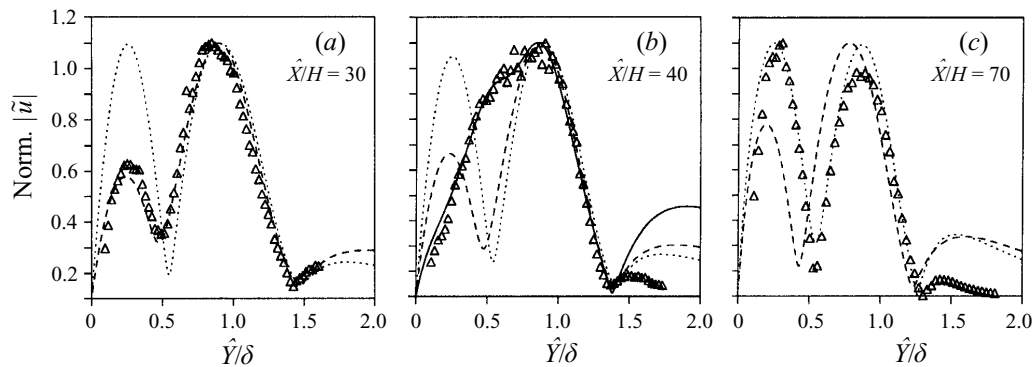 1.2
1.0
0.8
0.6
0.4
0.2
Norm. |ũ|
(a)
X̂/H = 30
0 0.5 1.0 1.5 2.0
Ŷ/δ
(b)
X̂/H = 40
0 0.5 1.0 1.5 2.0
Ŷ/δ
(c)
X̂/H = 70
0 0.5 1.0 1.5 2.0
Ŷ/δ